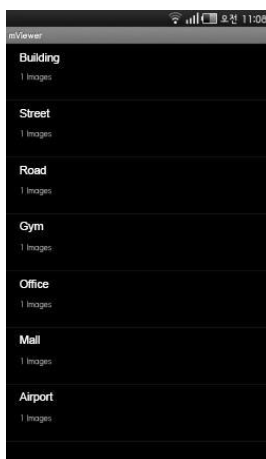 오전 11:08
mViewer
Building
1 Images
Street
1 Images
Road
1 Images
Gym
1 Images
Office
1 Images
Mall
1 Images
Airport
1 Images